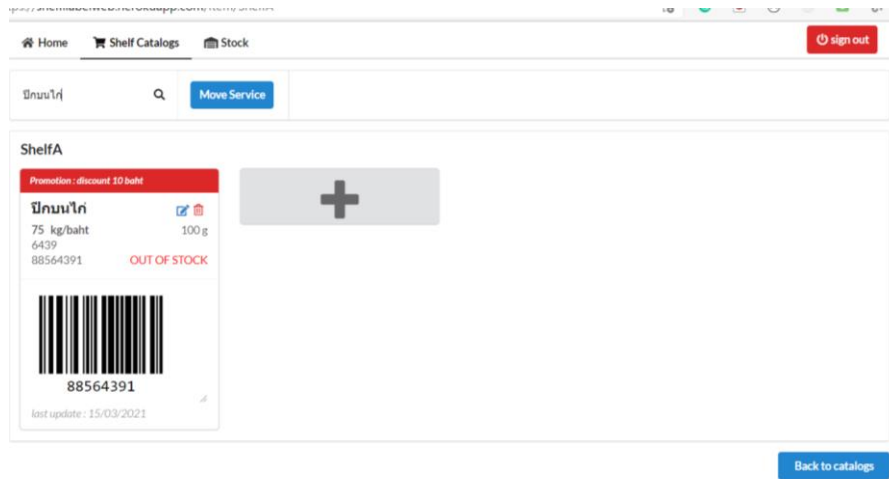 Home Shelf Catalogs Stock sign out
ปีกบนไก่ Move Service
ShelfA
Promotion : discount 10 baht
ปีกบนไก่
75 kg/baht 100 g
6439
88564391 OUT OF STOCK
88564391
last update : 15/03/2021
Back to catalogs